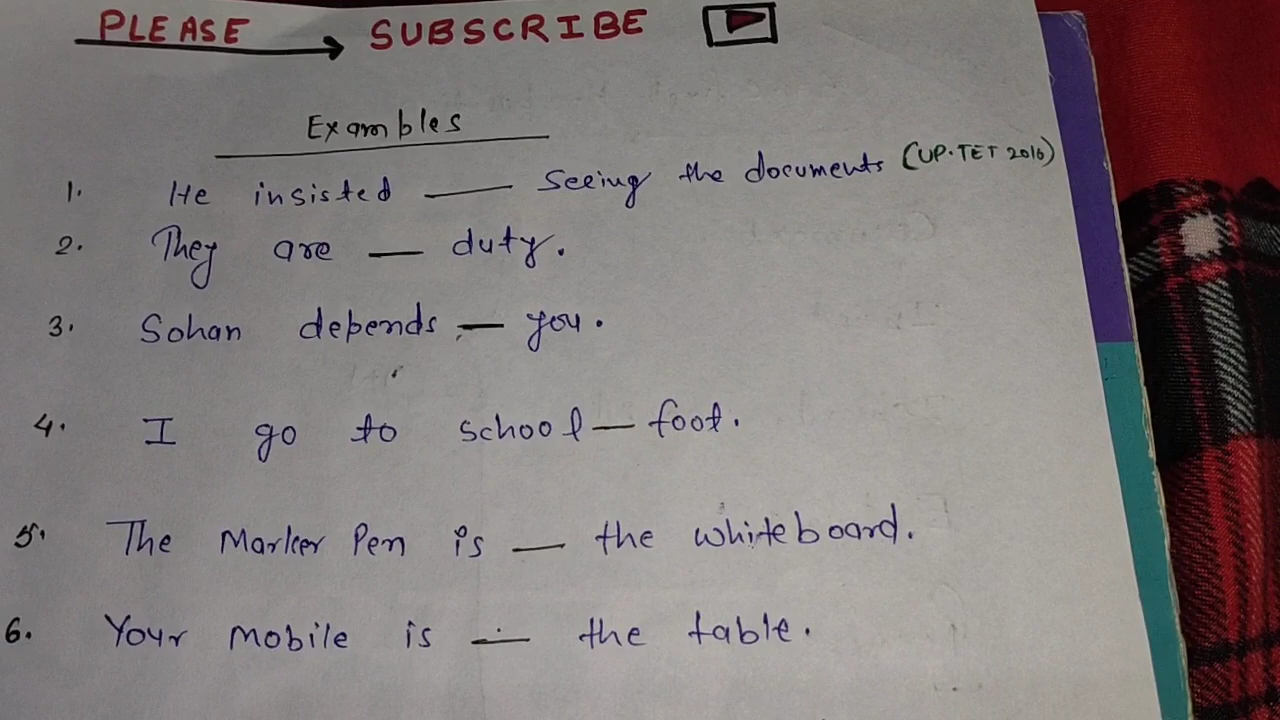 PLEASE → SUBSCRIBE
Exambles
1. He insisted —— Seeing the documents (UP.TET 2016)
2. They are — duty.
3. Sohan depends — you.
4. I go to school — foot.
5. The Marker Pen is — the whiteboard.
6. Your mobile is — the table.